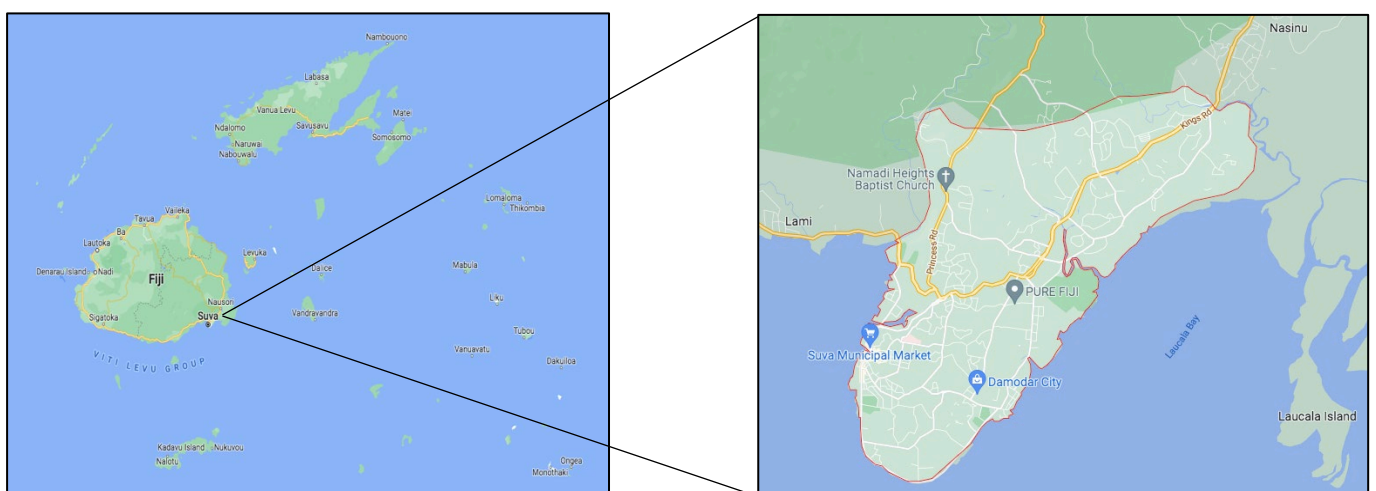 Nambouono
Labasa
Vanua Levu
Savusavu
Matei
Ndalomo
Somosomo
Naruwai
Nabouwalu
Lomaloma
Thikombia
Vaileka
Tavua
Ba
Lautoka
Levuka
Denarau Island
Nadi
Fiji
Dalice
Mabula
Nausori
Liku
Sigatoka
Suva
Vandravandra
Tubou
VITI LEVU GROUP
Vanuavatu
Dakuiloa
Kadavu Island
Nukuvou
Nalotu
Ongea
Monothaki
Nasinu
Kings Rd
Namadi Heights
Baptist Church
Lami
Princess Rd
PURE FIJI
Laucala Bay
Suva Municipal Market
Damodar City
Laucala Island